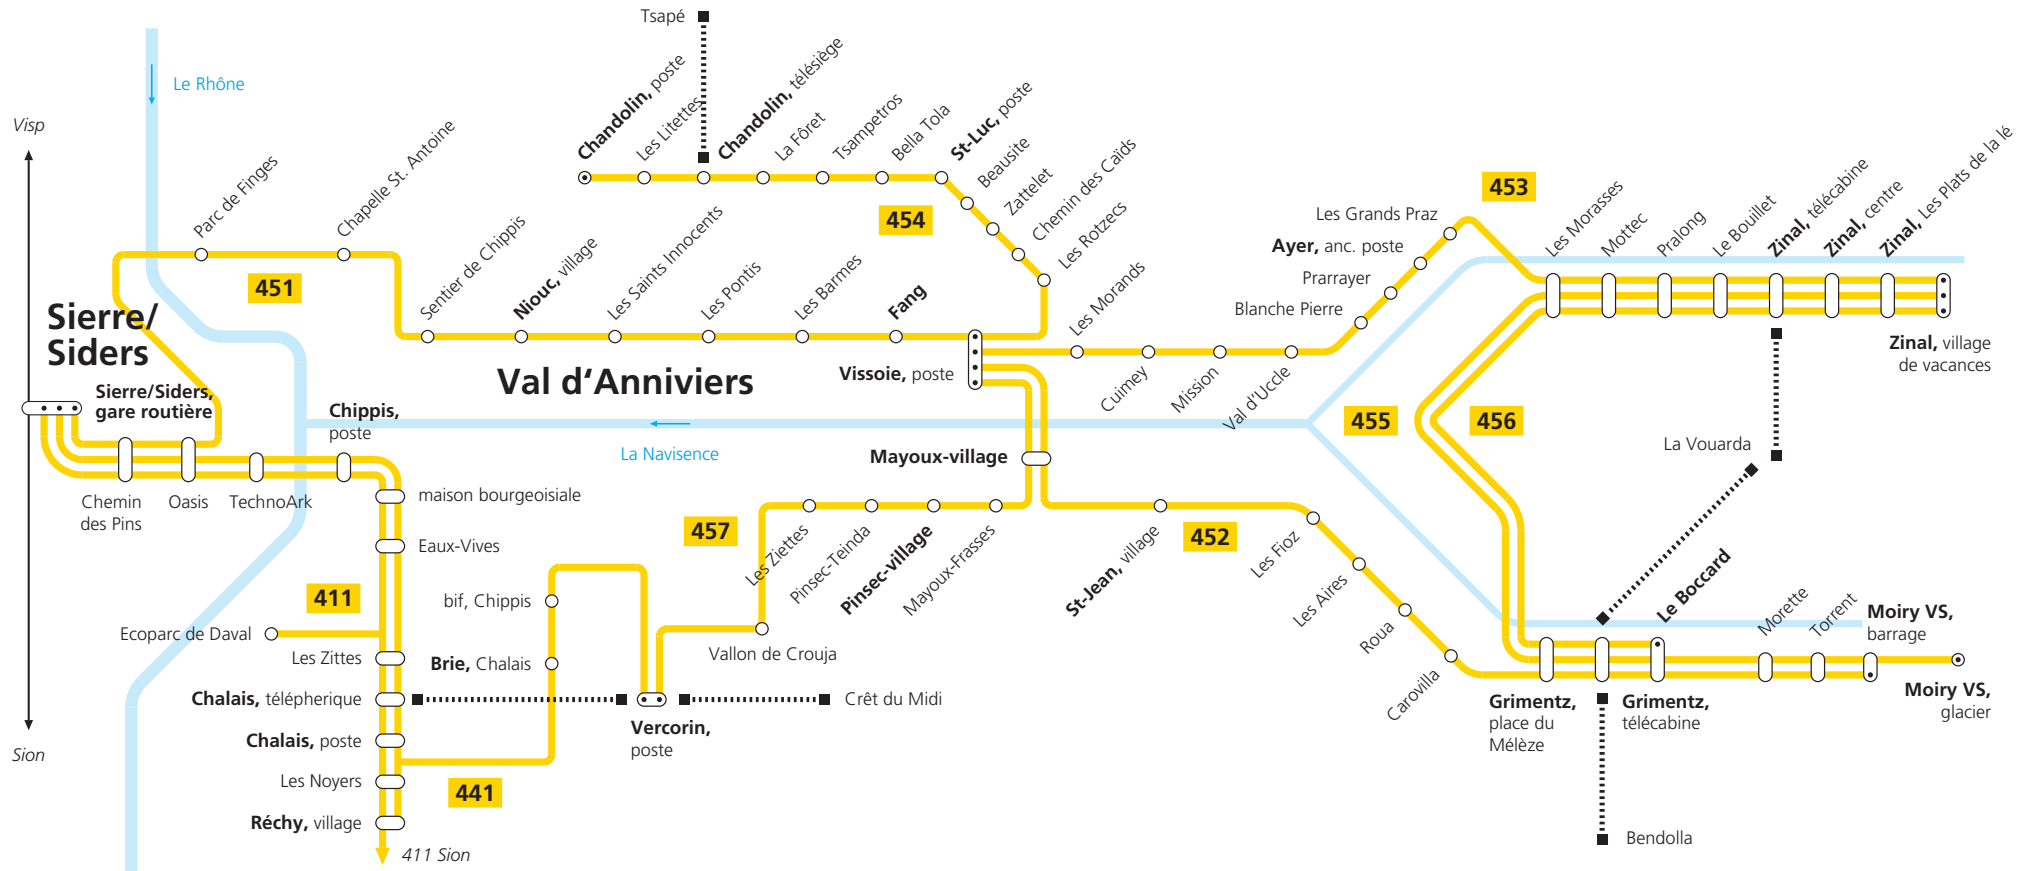 Tsapé
Le Rhône
Visp
Parc de Finges
Chapelle St. Antoine
Chandolin, poste
Les Litettes
Chandolin, télésiège
La Fôret
Tsampetros
Bella Tola
St-Luc, poste
Beausite
Zattelet
Chemin des Caïds
Les Rotzecs
454
453
Les Grands Praz
Ayer, anc. poste
Prarrayer
Blanche Pierre
Les Morasses
Mottec
Pralong
Le Bouillet
Zinal, télécabine
Zinal, centre
Zinal, Les Plats de la lé
Zinal, village
de vacances
451
Sentier de Chippis
Niouc, village
Les Saints Innocents
Les Pontis
Les Barmes
Fang
Les Morands
Cuimey
Mission
Val d'Uccle
Sierre/
Siders
Val d‘Anniviers
Vissoie, poste
Sierre/Siders,
gare routière
Chippis,
poste
455
456
La Vouarda
La Navisence
Mayoux-village
Chemin
des Pins
Oasis
TechnoArk
maison bourgeoisiale
Eaux-Vives
457
Les Ziettes
Pinsec-Teinda
Pinsec-village
Mayoux-Frasses
St-Jean, village
452
Les Fioz
Les Aires
Roua
Carovilla
Le Boccard
Morette
Torrent
Moiry VS,
barrage
411
bif, Chippis
Ecoparc de Daval
Les Zittes
Brie, Chalais
Vallon de Crouja
Chalais, télépherique
Crêt du Midi
Vercorin,
poste
Grimentz,
place du
Mélèze
Grimentz,
télécabine
Moiry VS,
glacier
Sion
Chalais, poste
Les Noyers
441
Réchy, village
411 Sion
Bendolla